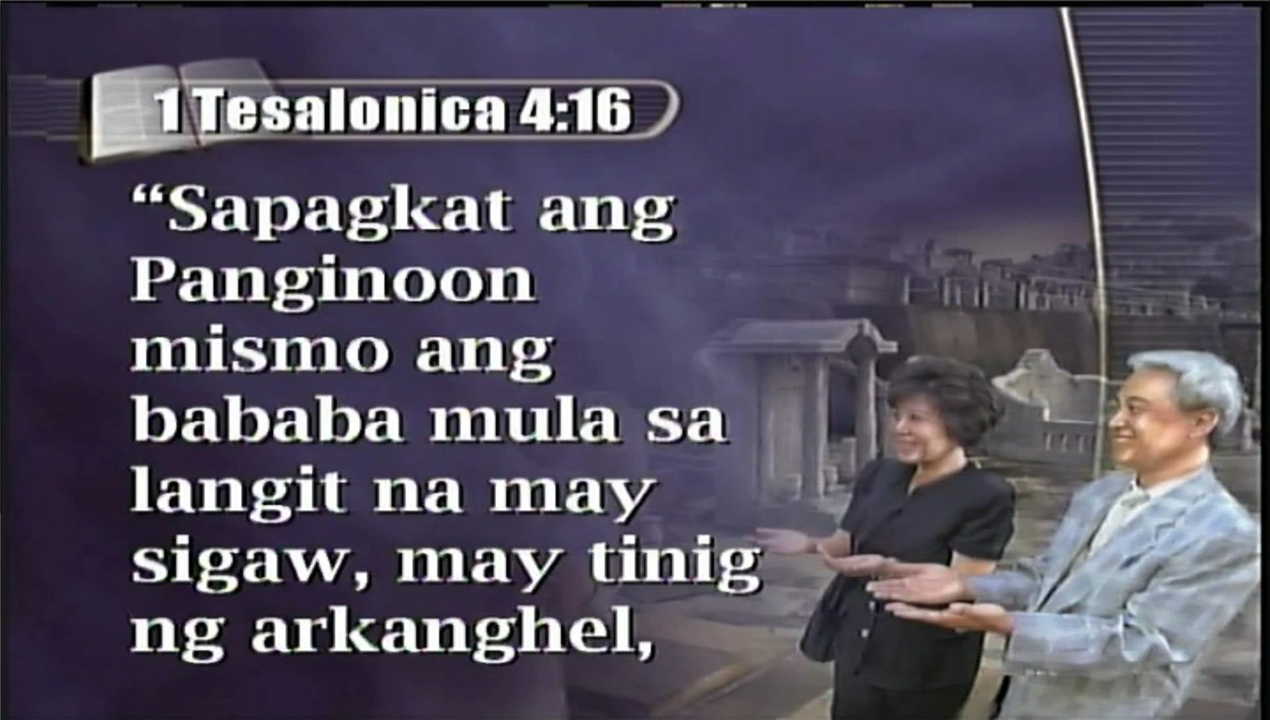 1 Tesalonica 4:16
“Sapagkat ang
Panginoon
mismo ang
bababa mula sa
langit na may
sigaw, may tinig
ng arkanghel,